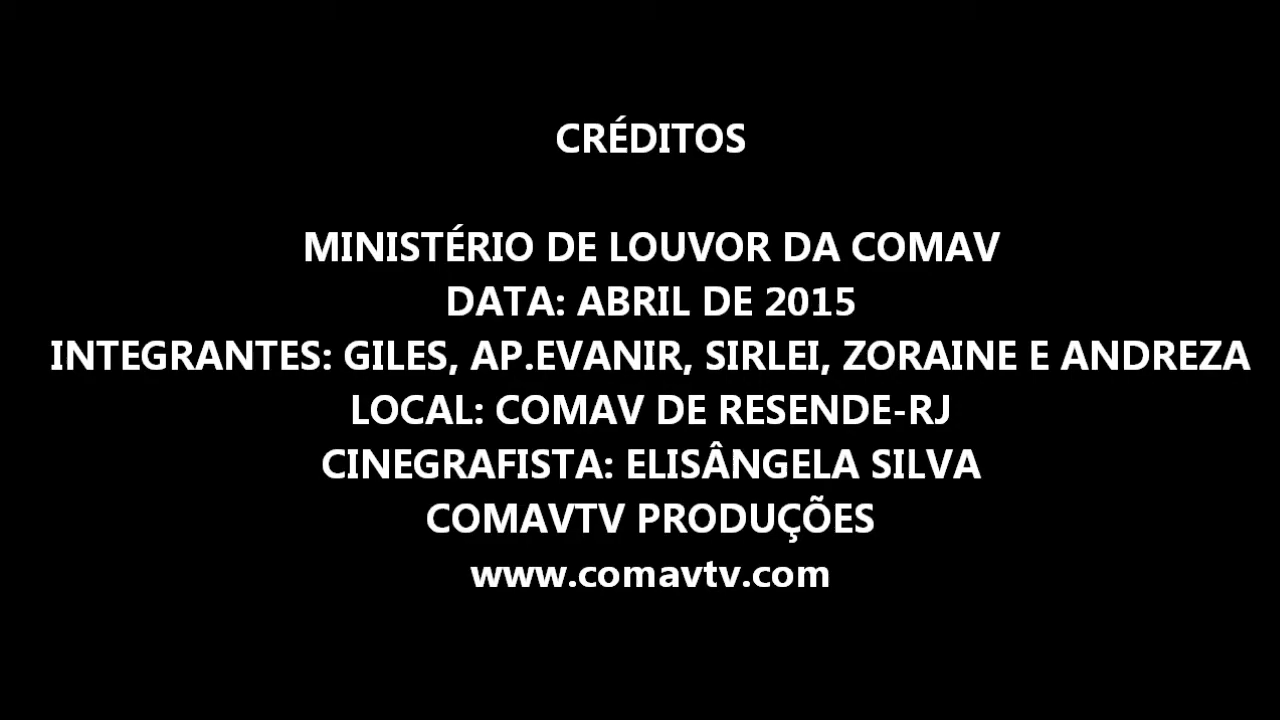 CRÉDITOS
MINISTÉRIO DE LOUVOR DA COMAV
DATA: ABRIL DE 2015
INTEGRANTES: GILES, AP.EVANIR, SIRLEI, ZORAINE E ANDREZA
LOCAL: COMAV DE RESENDE-RJ
CINEGRAFISTA: ELISÂNGELA SILVA
COMAVTV PRODUÇÕES
www.comavtv.com